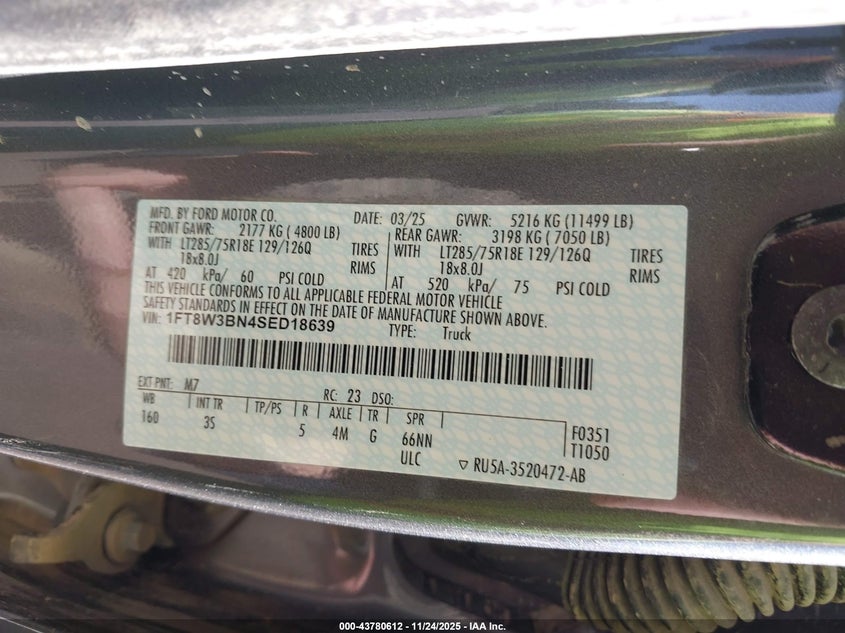 MFD. BY FORD MOTOR CO. DATE: 03/25 GVWR: 5216 KG (11499 LB)
FRONT GAWR: 2177 KG ( 4800 LB) REAR GAWR: 3198 KG ( 7050 LB)
WITH LT285/75R18E 129/126Q TIRES WITH LT285/75R18E 129/126Q TIRES
18x8.0J RIMS 18x8.0J RIMS
AT 420 kPa/ 60 PSI COLD AT 520 kPa/ 75 PSI COLD
THIS VEHICLE CONFORMS TO ALL APPLICABLE FEDERAL MOTOR VEHICLE
SAFETY STANDARDS IN EFFECT ON THE DATE OF MANUFACTURE SHOWN ABOVE.
VIN: 1FT8W3BN4SED18639 TYPE: Truck
EXT PNT: M7 RC: 23 DSO:
WB INT TR TP/PS R AXLE TR SPR
160 35 5 4M G 66NN F0351
ULC T1050
▽ RU5A-3520472-AB
000-43780612 - 11/24/2025 - IAA Inc.